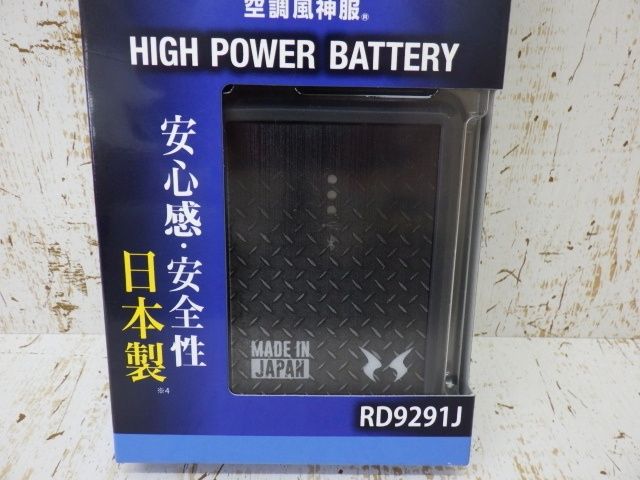 空調風神服®
HIGH POWER BATTERY
安心感・安全性
日本製※4
MADE IN
JAPAN
RD9291J